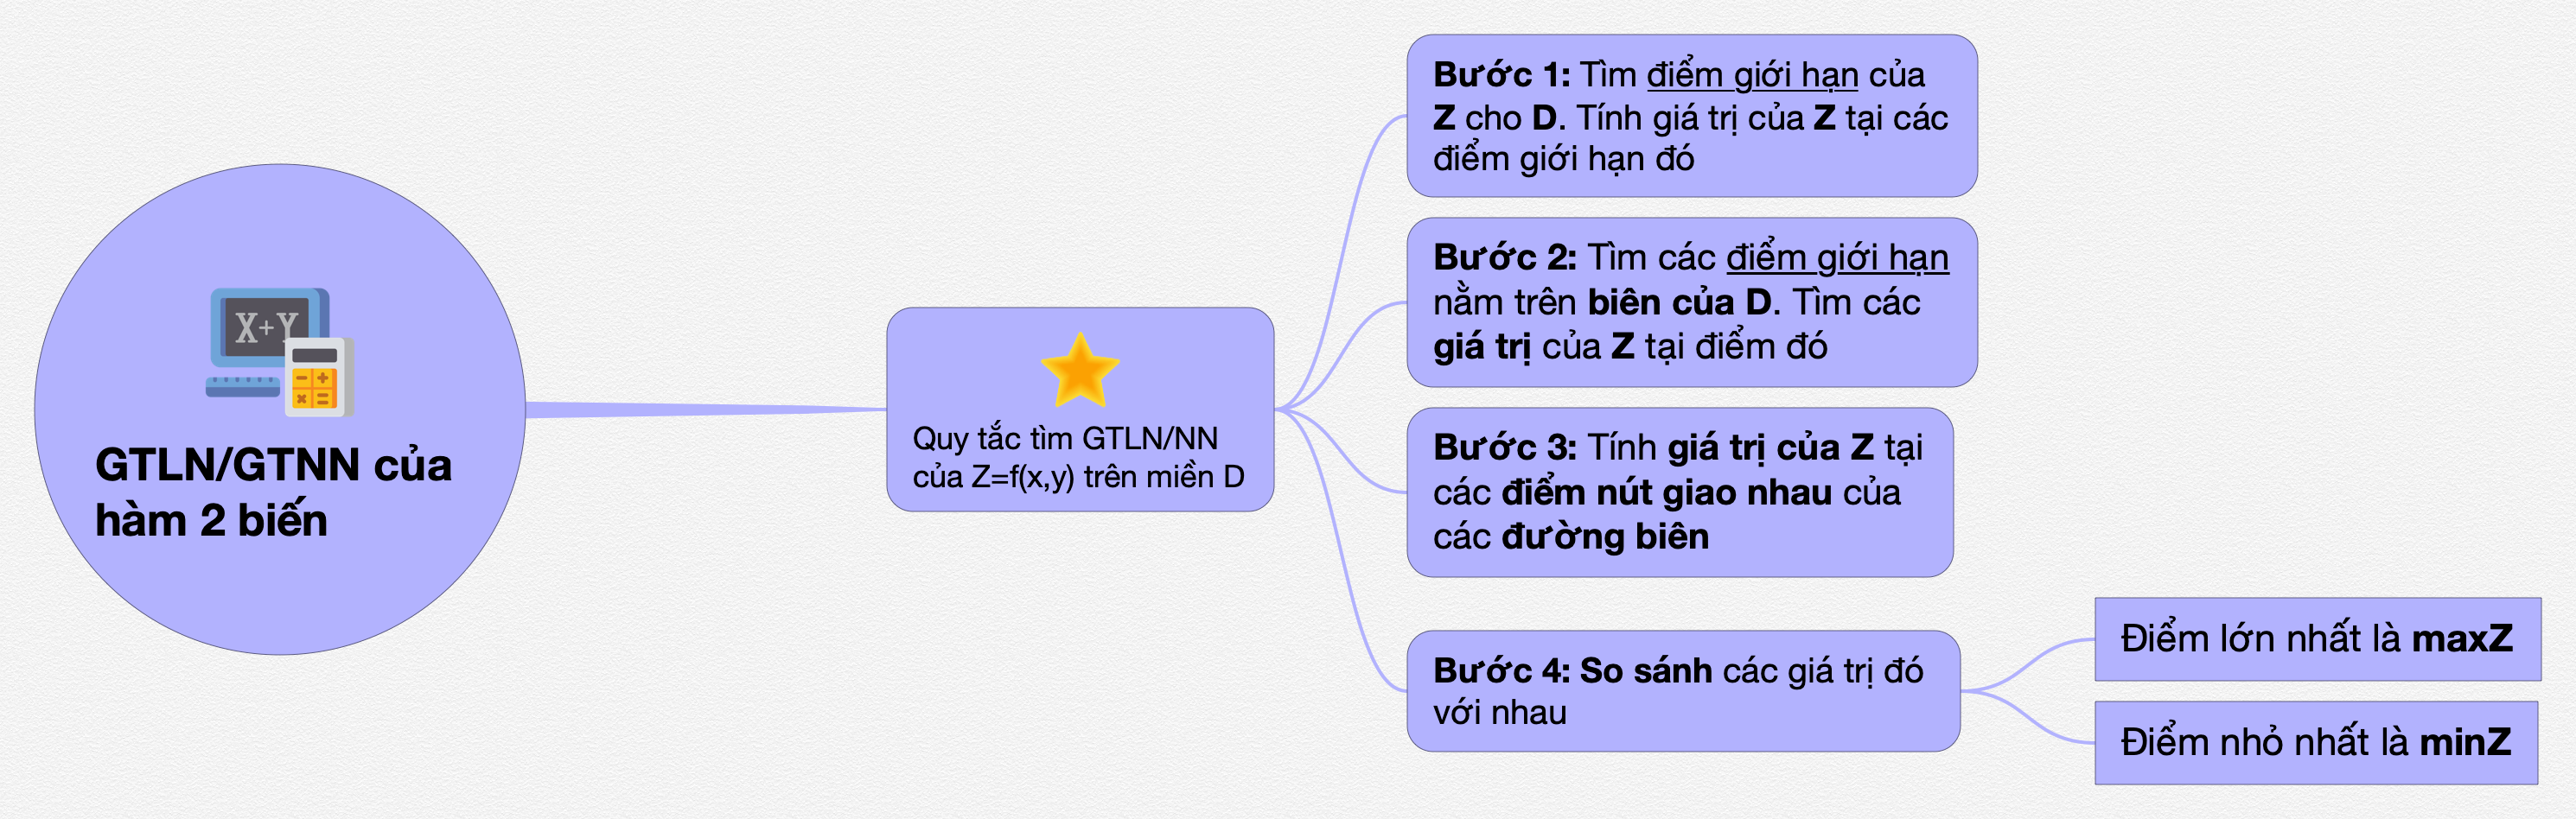 X+Y
GTLN/GTNN của
hàm 2 biến
Quy tắc tìm GTLN/NN
của Z=f(x,y) trên miền D
Bước 1: Tìm điểm giới hạn của
Z cho D. Tính giá trị của Z tại các
điểm giới hạn đó
Bước 2: Tìm các điểm giới hạn
nằm trên biên của D. Tìm các
giá trị của Z tại điểm đó
Bước 3: Tính giá trị của Z tại
các điểm nút giao nhau của
các đường biên
Bước 4: So sánh các giá trị đó
với nhau
Điểm lớn nhất là maxZ
Điểm nhỏ nhất là minZ